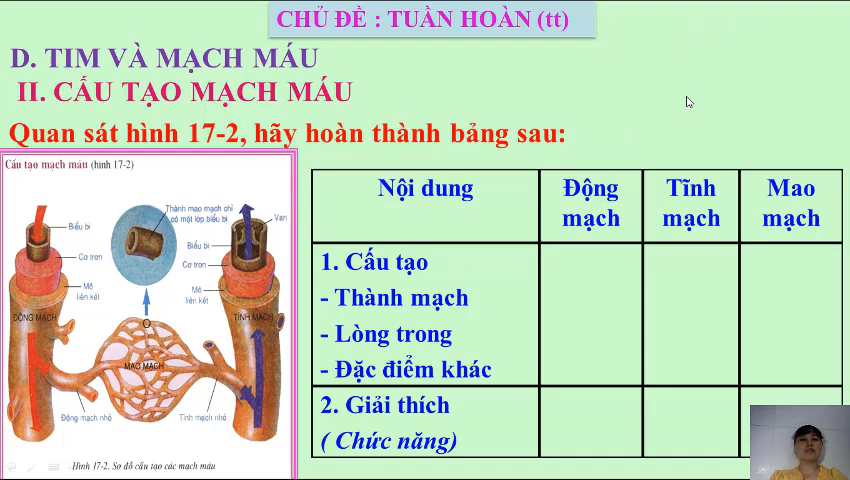 CHỦ ĐỀ : TUẦN HOÀN (tt)
D. TIM VÀ MẠCH MÁU
II. CẤU TẠO MẠCH MÁU
Quan sát hình 17-2, hãy hoàn thành bảng sau:
Cấu tạo mạch máu (hình 17-2)
Thành mao mạch chỉ
có một lớp biểu bì
Van
Biểu bì
Biểu bì
Cơ trơn
Cơ trơn
Mô
liên kết
Mô
liên kết
ĐỘNG MẠCH
TĨNH MẠCH
MAO MẠCH
Động mạch nhỏ
Tĩnh mạch nhỏ
Hình 17-2. Sơ đồ cấu tạo các mạch máu
Nội dung
Động
mạch
Tĩnh
mạch
Mao
mạch
1. Cấu tạo
- Thành mạch
- Lòng trong
- Đặc điểm khác
2. Giải thích
( Chức năng)